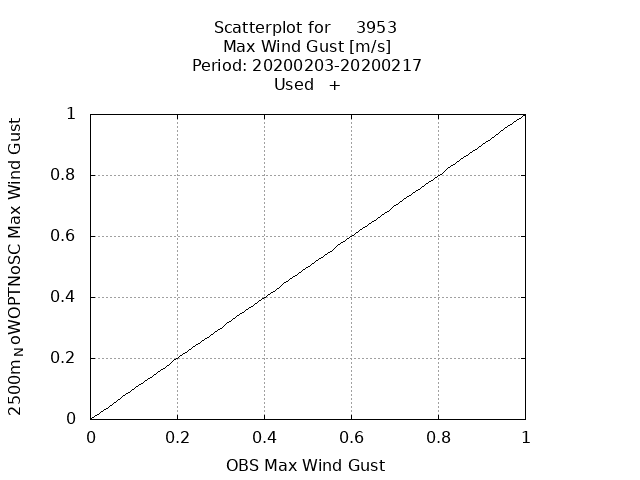 Scatterplot for 3953
Max Wind Gust [m/s]
Period: 20200203-20200217
Used +
1
0.8
0.6
0.4
0.2
0
0 0.2 0.4 0.6 0.8 1
2500m_NoWOPTNoSC Max Wind Gust
OBS Max Wind Gust